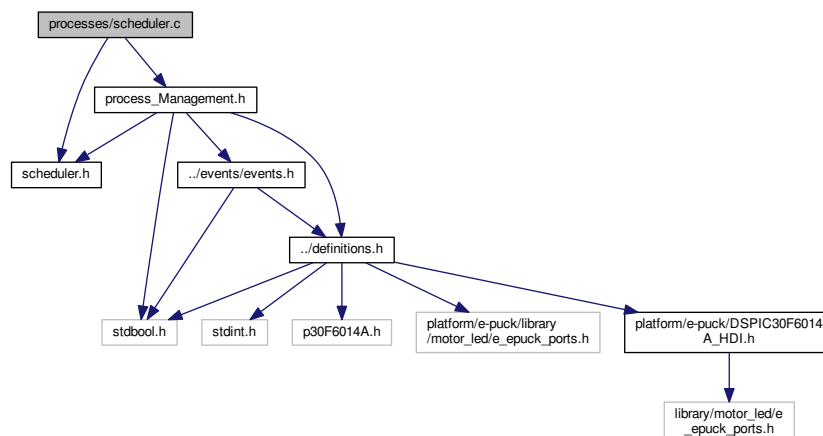 processes/scheduler.c
process_Management.h
scheduler.h
../events/events.h
../definitions.h
stdbool.h
stdint.h
p30F6014A.h
platform/e-puck/library
/motor_led/e_epuck_ports.h
platform/e-puck/DSPIC30F6014
A_HDI.h
library/motor_led/e
_epuck_ports.h